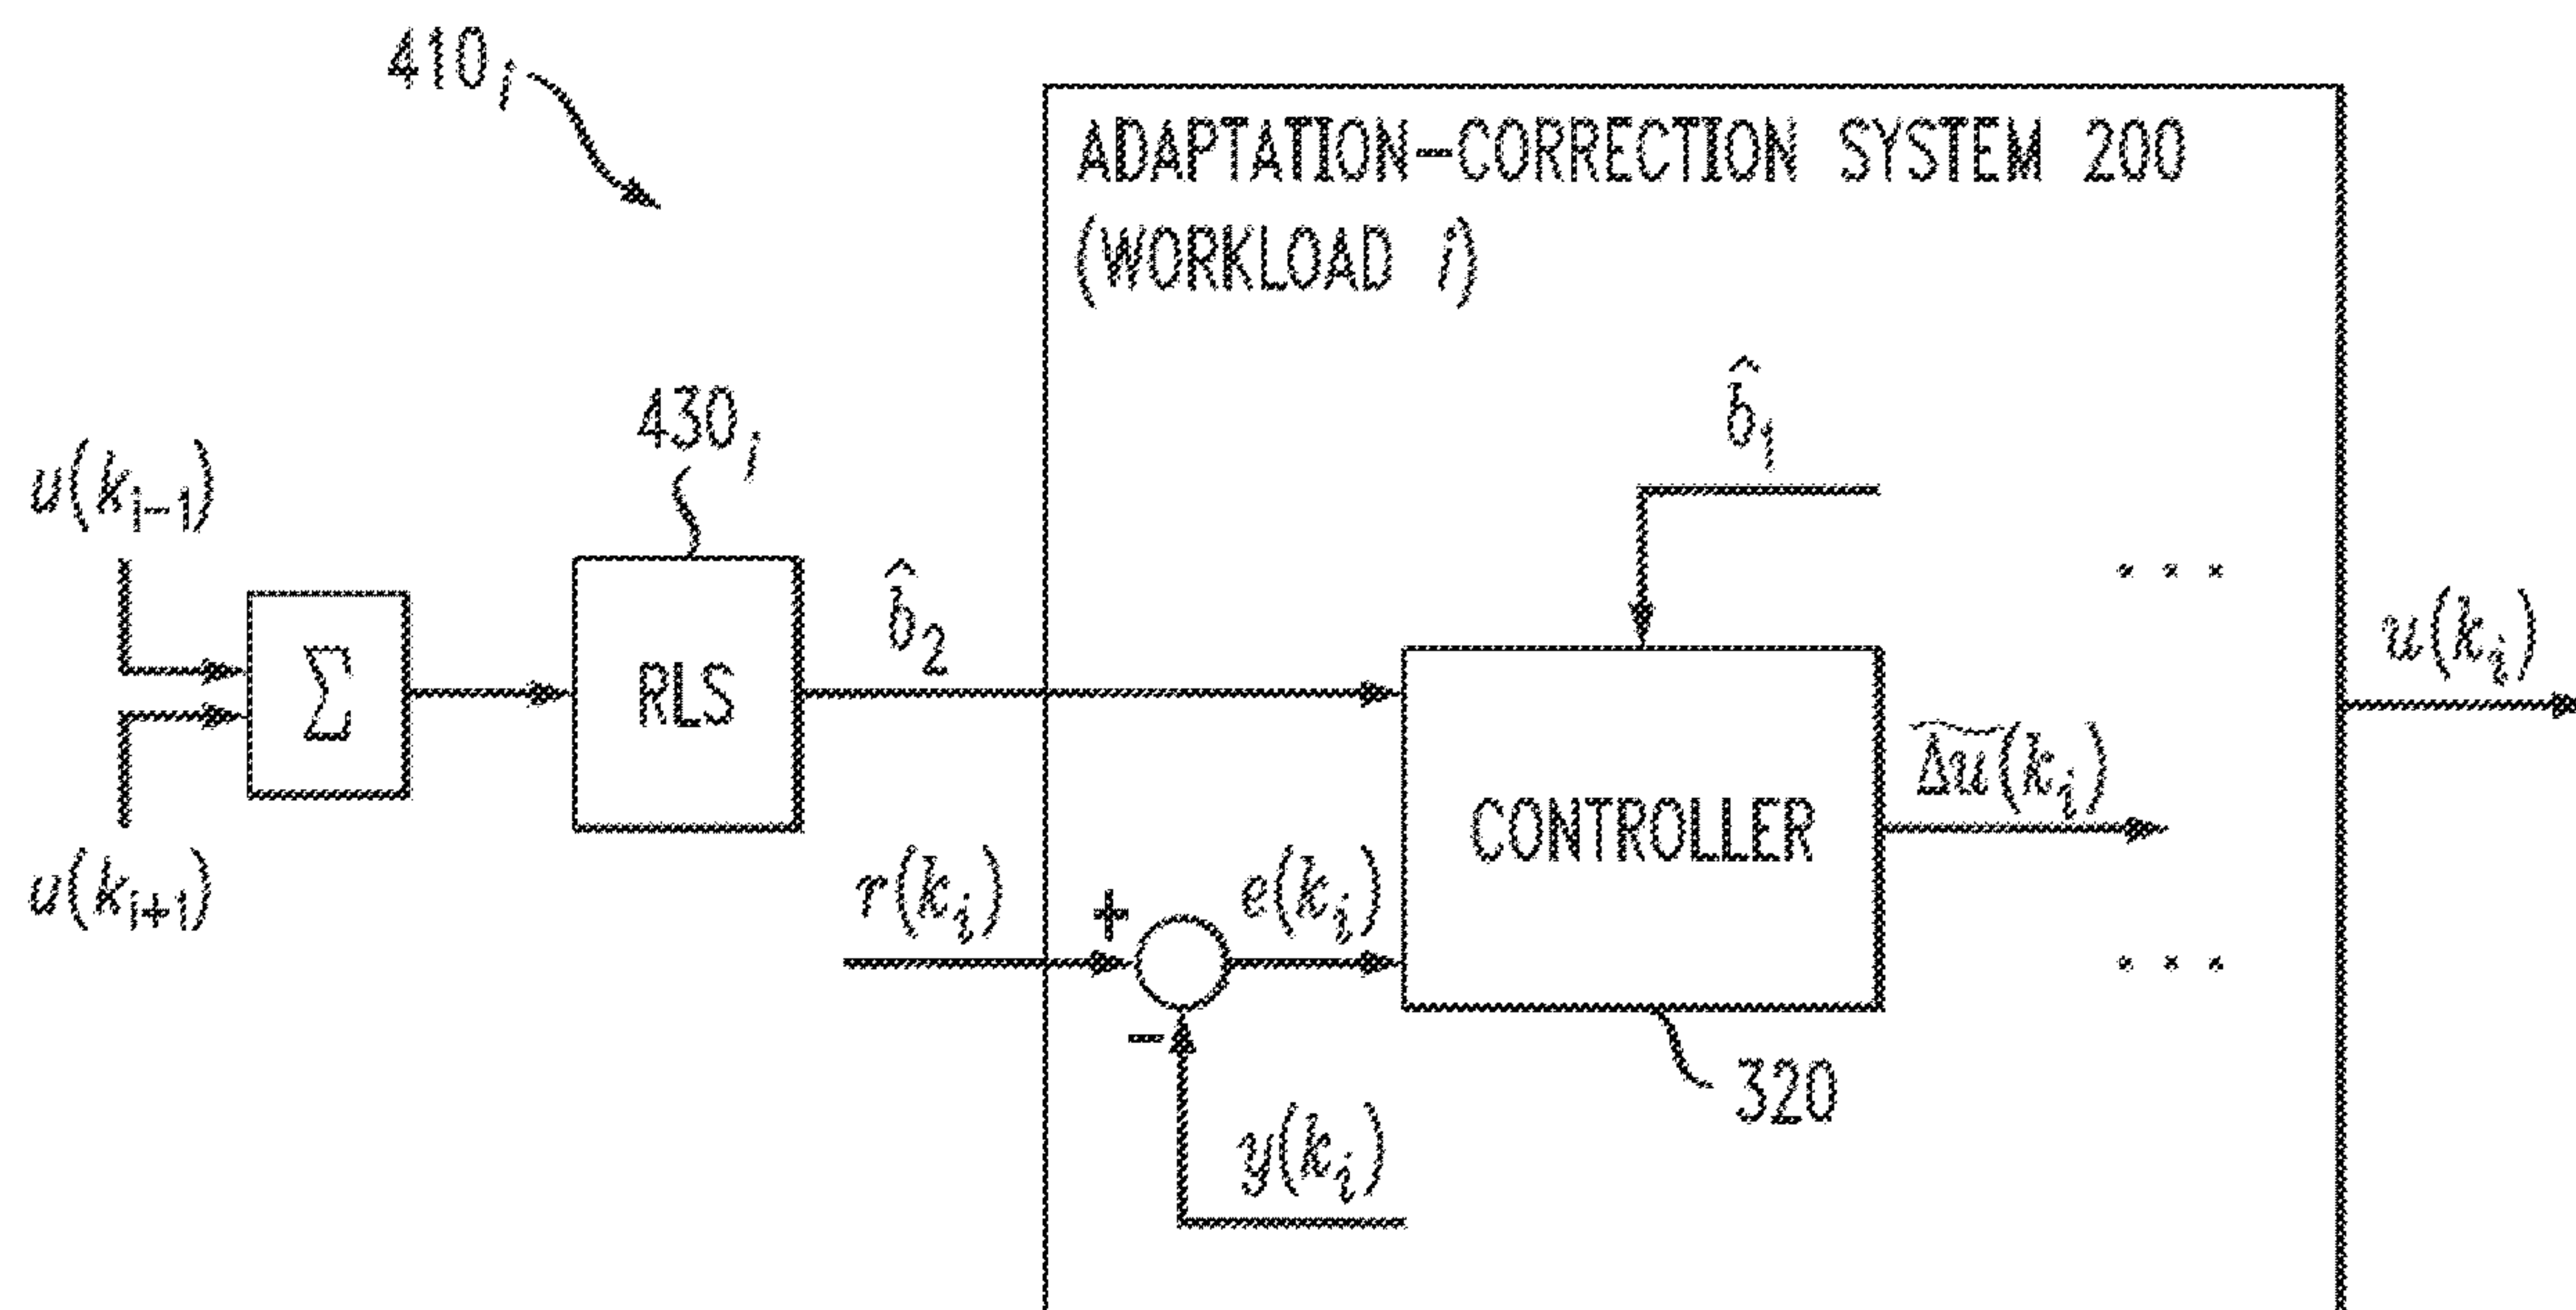 410ᵢ
ADAPTATION-CORRECTION SYSTEM 200
(WORKLOAD i)
b̂₁
430ᵢ
u(kᵢ₋₁)
b̂₂
...
u(kᵢ)
Σ
RLS
Δ͠u(kᵢ)
CONTROLLER
u(kᵢ₊₁)
r(kᵢ)
+
e(kᵢ)
...
−
320
y(kᵢ)